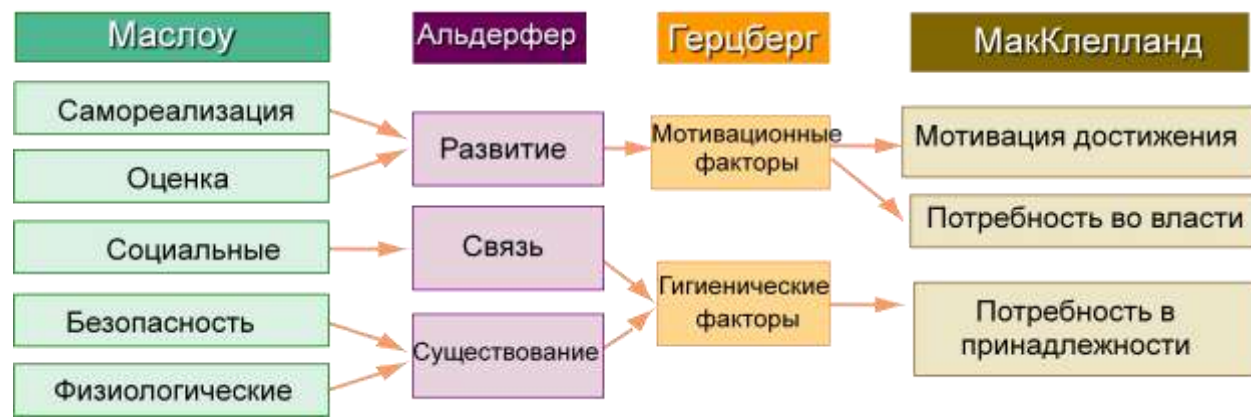 Маслоу
Альдерфер
Герцберг
МакКлелланд
Самореализация
Оценка
Социальные
Безопасность
Физиологические
Развитие
Связь
Существование
Мотивационные
факторы
Гигиенические
факторы
Мотивация достижения
Потребность во власти
Потребность в
принадлежности